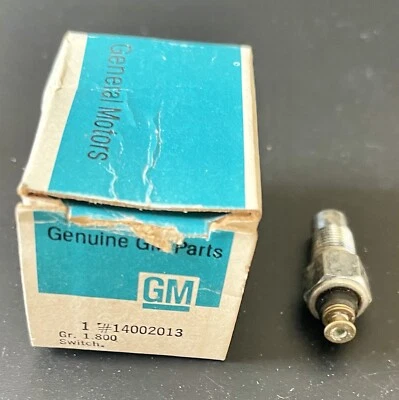 General Motors
Genuine GM Parts
GM
1 #14002013
Gr. 1.800
Switch.